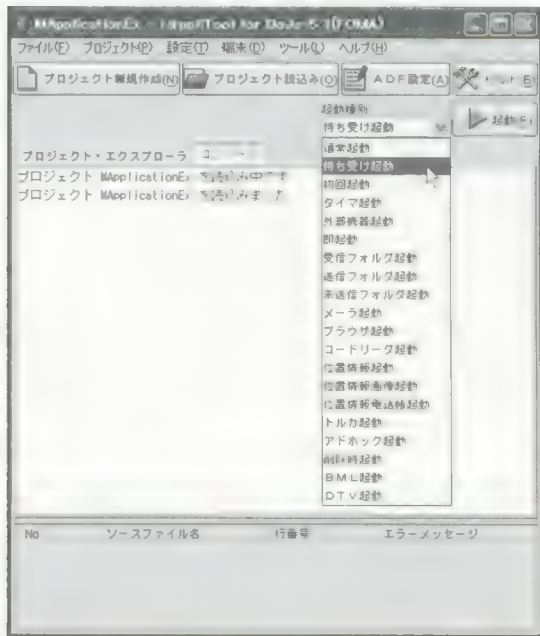 MApplicationEx - iappliTool for DoJa-5.1(FOMA)
ファイル(F) プロジェクト(P) 設定(T) 端末(D) ツール(L) ヘルプ(H)
プロジェクト新規作成(N) プロジェクト読込み(O) ADF設定(A)
起動種別
待ち受け起動 起動
プロジェクト・エクスプローラ
通常起動
待ち受け起動
プロジェクト MApplicationEx
プロジェクト MApplicationEx
初回起動
タイマ起動
外部機器起動
即起動
受信フォルダ起動
送信フォルダ起動
未送信フォルダ起動
メーラ起動
ブラウザ起動
コードリーダ起動
位置情報起動
位置情報画像起動
位置情報電話帳起動
トルカ起動
アドホック起動
削除時起動
BML起動
DTV起動
No ソースファイル名 行番号 エラーメッセージ